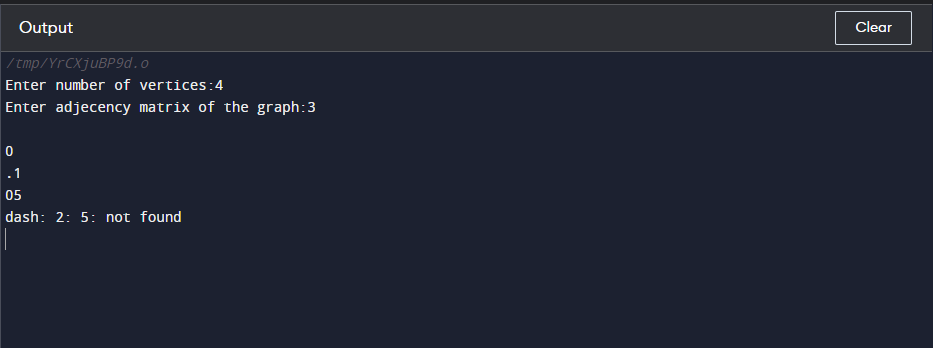 Output
Clear
/tmp/YrCXjuBP9d.o
Enter number of vertices:4
Enter adjecency matrix of the graph:3
0
.1
05
dash: 2: 5: not found